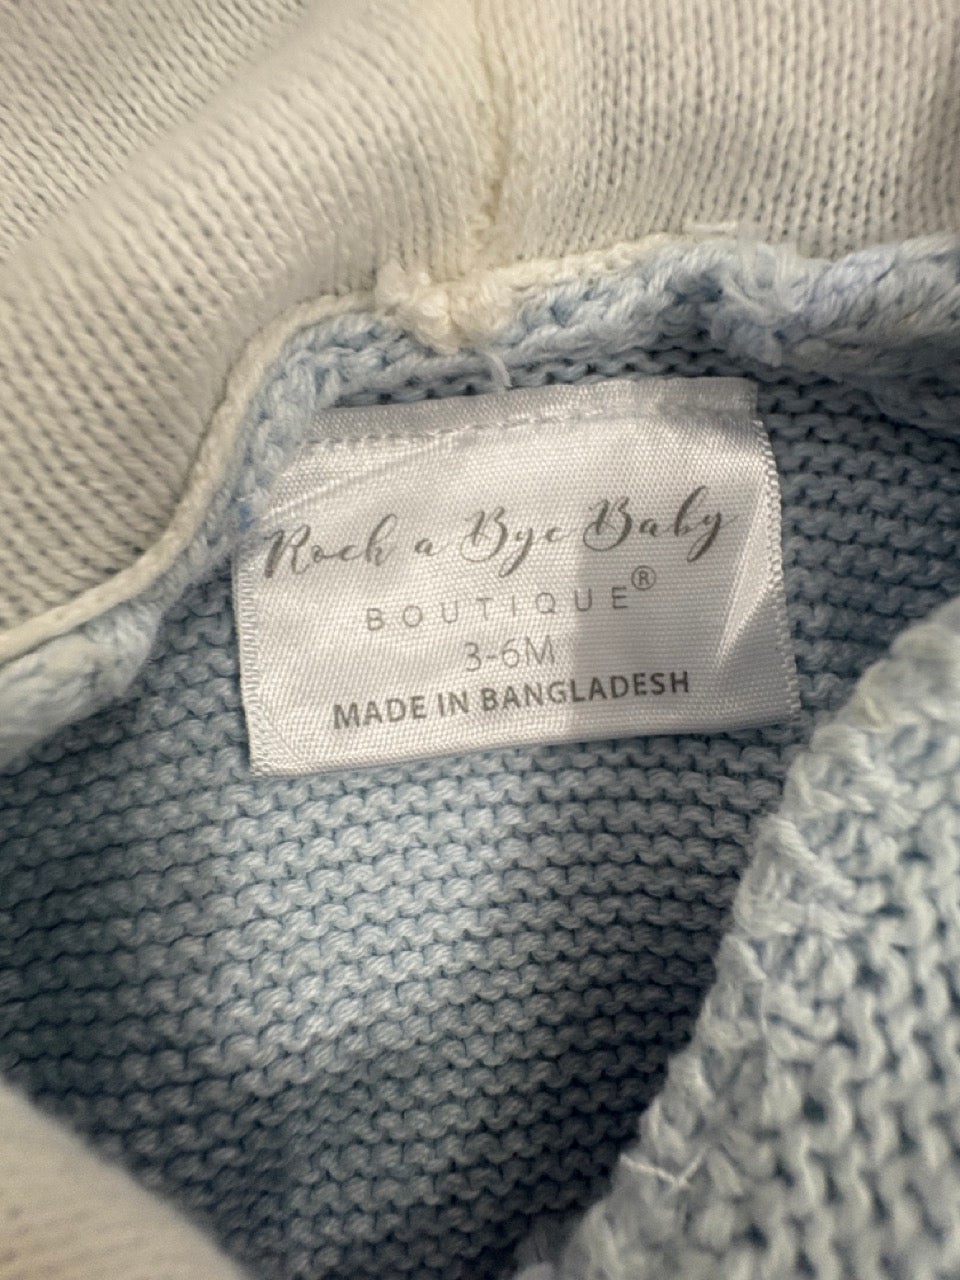 Rock a Bye Baby
BOUTIQUE®
3-6M
MADE IN BANGLADESH